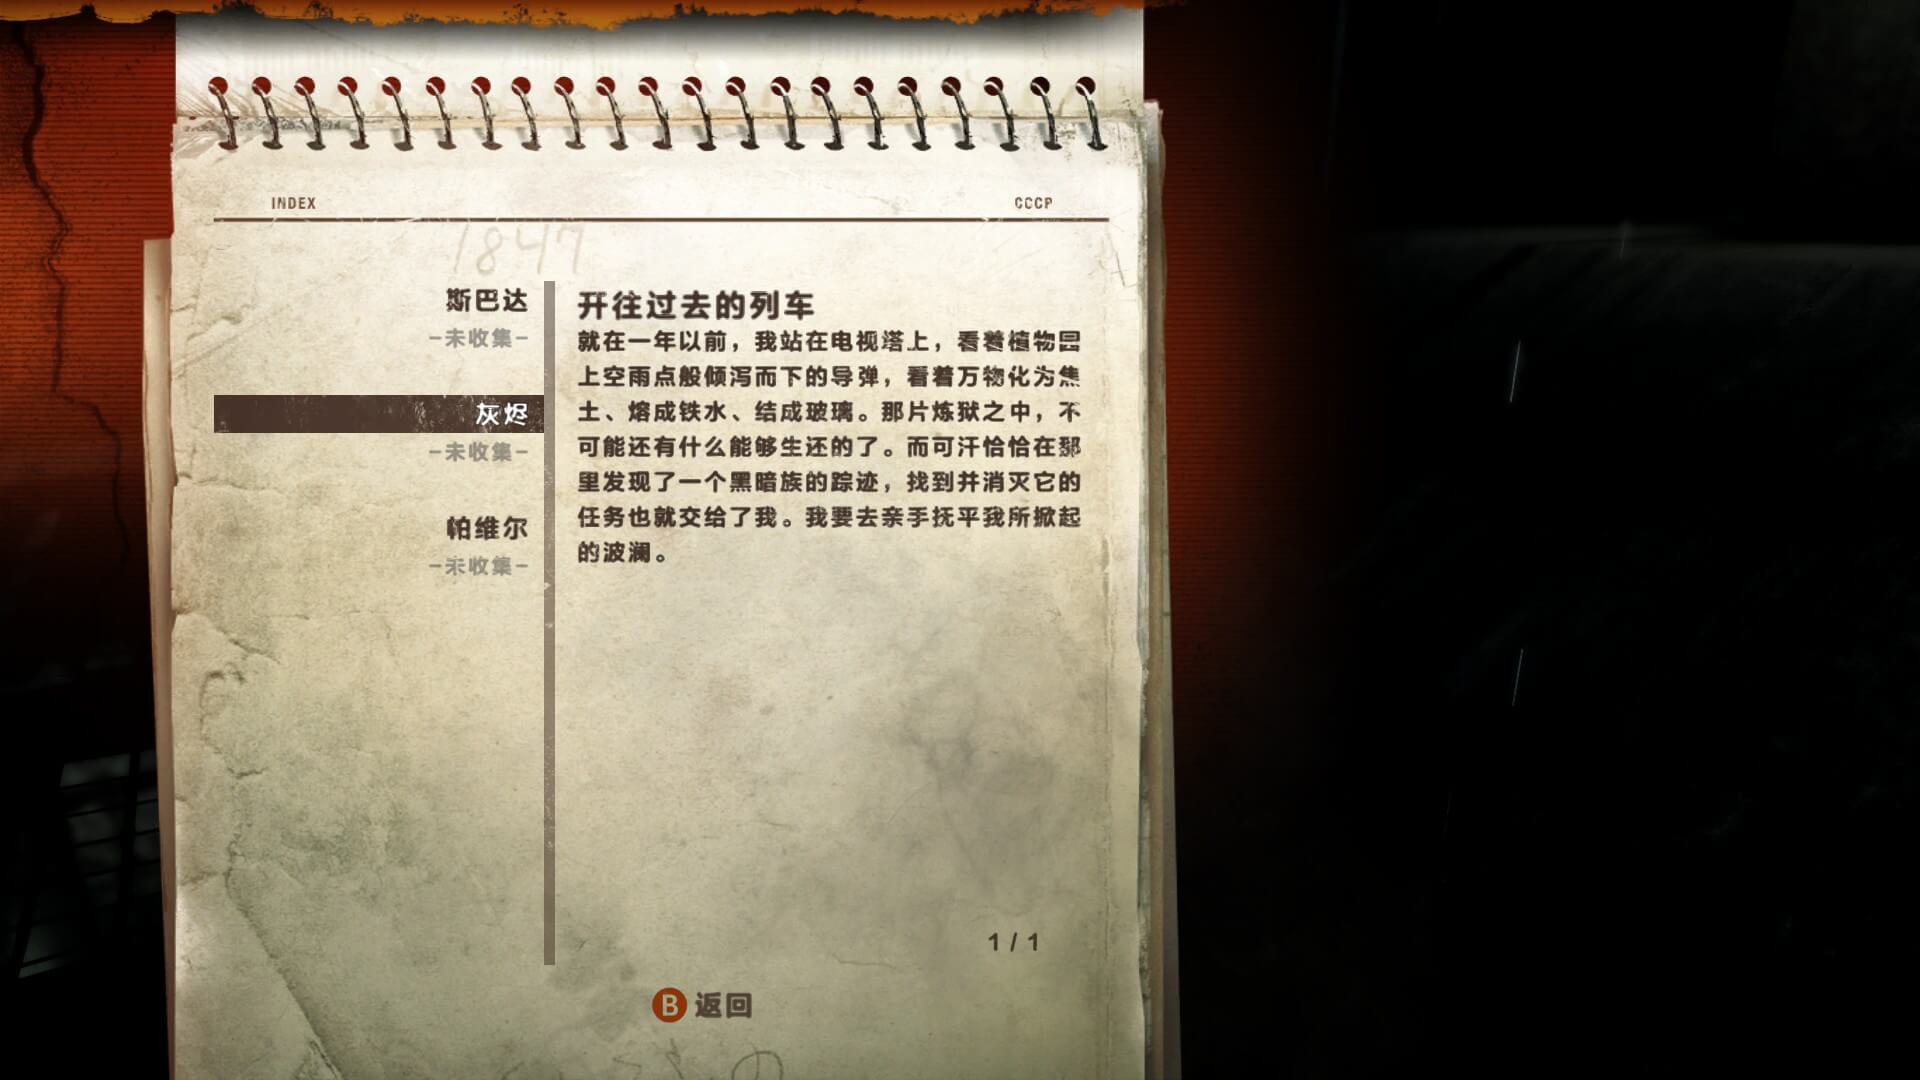 INDEX
CCCP
1847
斯巴达
-未收集-
灰烬
-未收集-
帕维尔
-未收集-
开往过去的列车
就在一年以前，我站在电视塔上，看着植物园
上空雨点般倾泻而下的导弹，看着万物化为焦
土、熔成铁水、结成玻璃。那片炼狱之中，不
可能还有什么能够生还的了。而可汗恰恰在那
里发现了一个黑暗族的踪迹，找到并消灭它的
任务也就交给了我。我要去亲手抚平我所掀起
的波澜。
1 / 1
B 返回